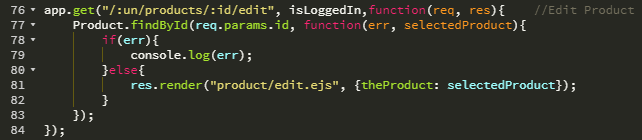 76 app.get("/:un/products/:id/edit", isLoggedIn,function(req, res){    //Edit Product
77     Product.findById(req.params.id, function(err, selectedProduct){
78         if(err){
79             console.log(err);
80         }else{
81             res.render("product/edit.ejs", {theProduct: selectedProduct});
82         }
83     });
84 });